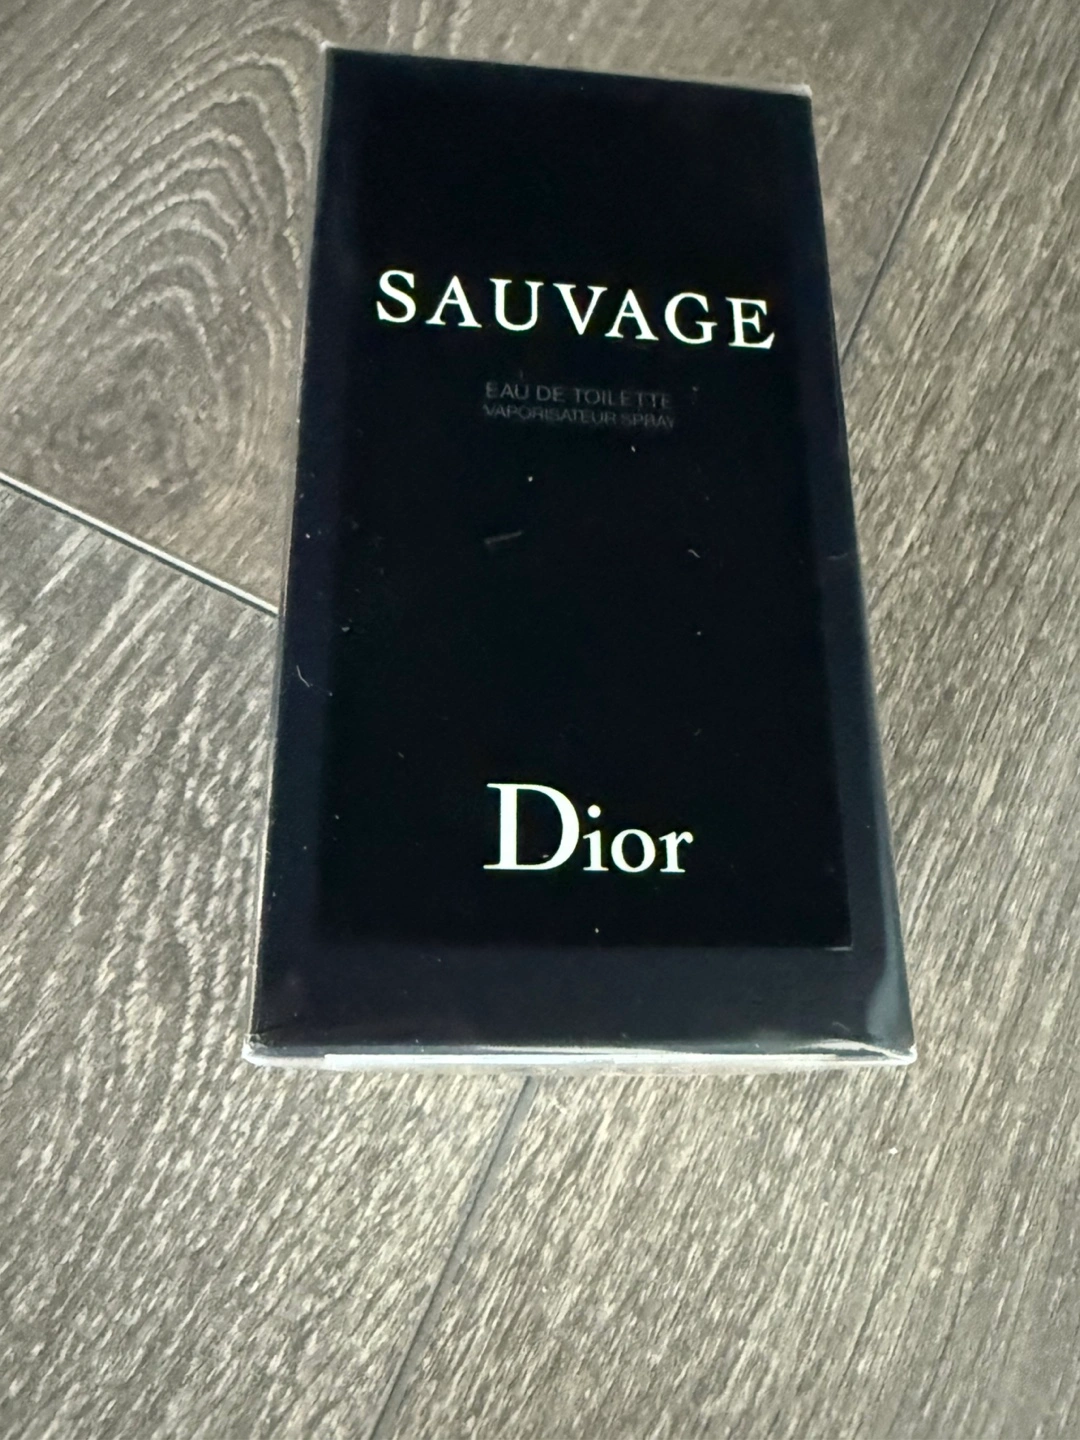 SAUVAGE
EAU DE TOILETTE
VAPORISATEUR SPRAY
Dior